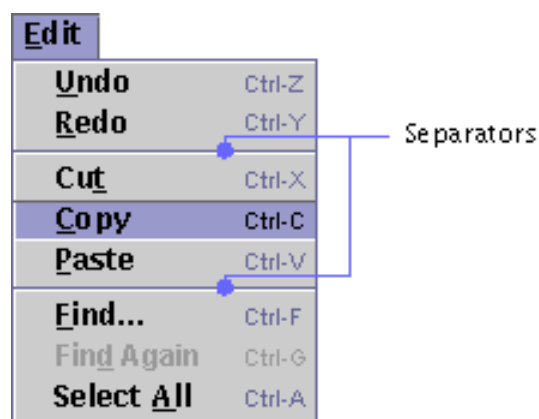 Edit
Undo Ctrl-Z
Redo Ctrl-Y
Separators
Cut Ctrl-X
Copy Ctrl-C
Paste Ctrl-V
Find... Ctrl-F
Find Again Ctrl-G
Select All Ctrl-A